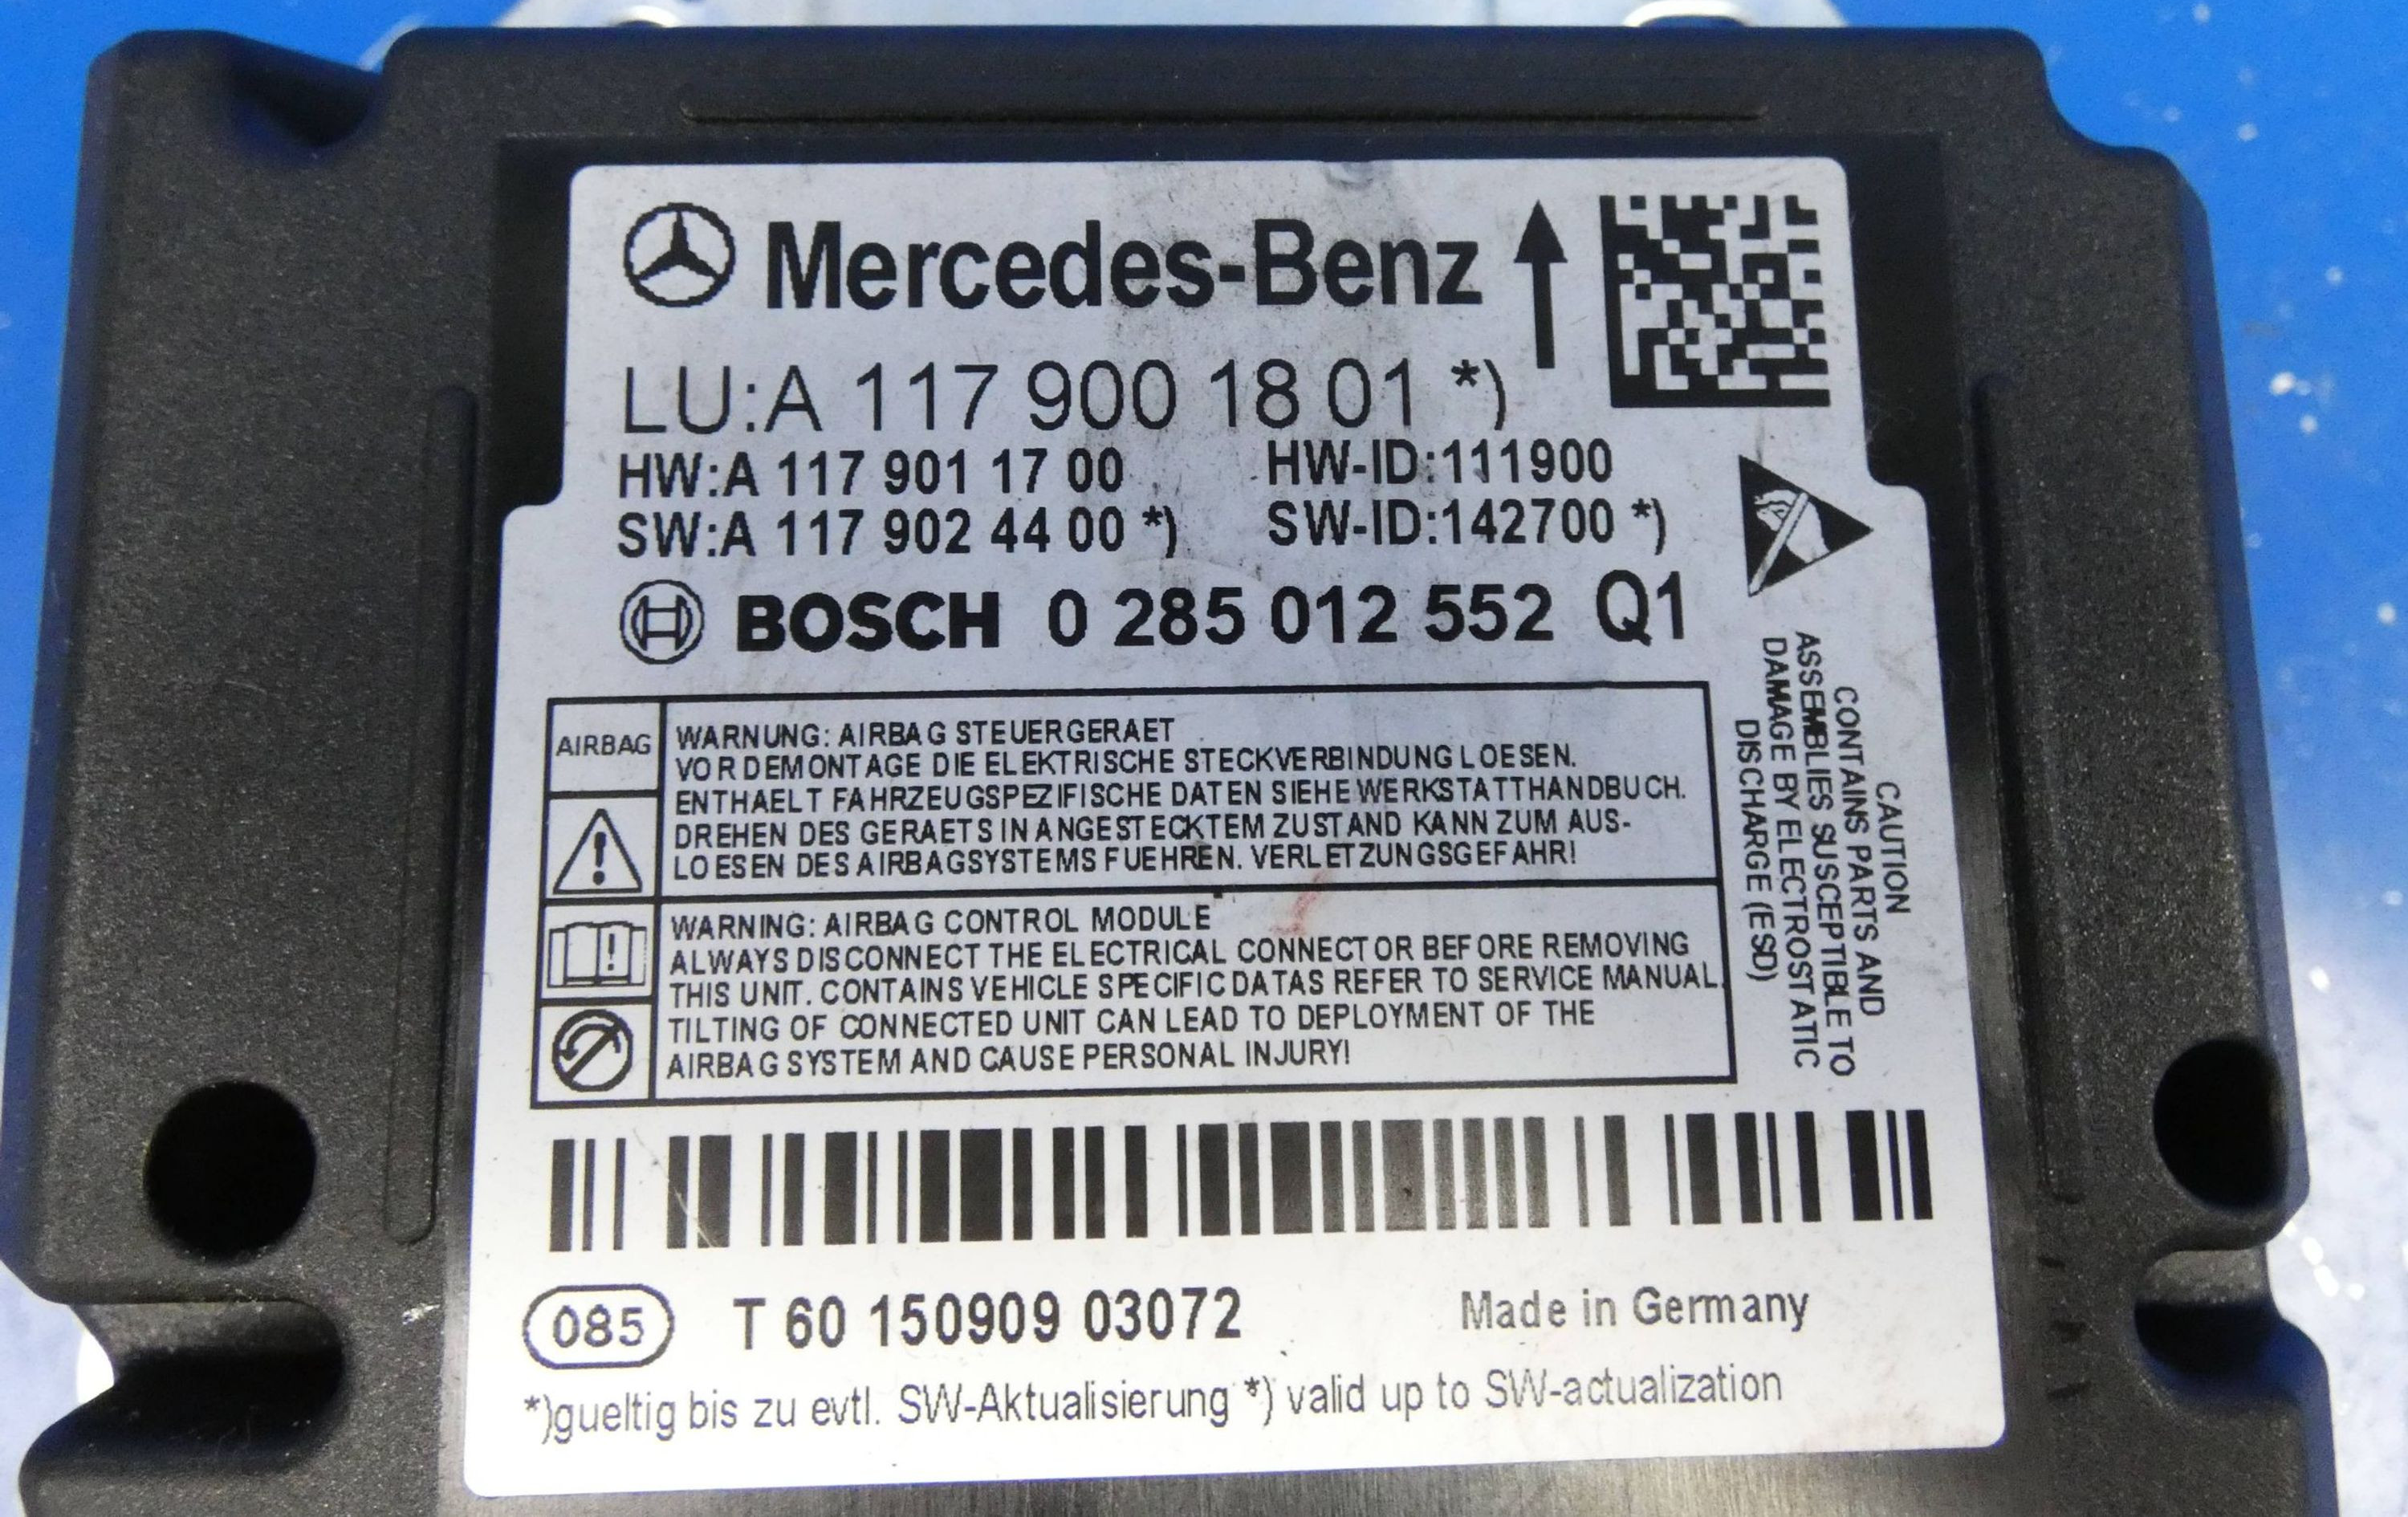 Mercedes-Benz
LU:A 117 900 18 01 *)
HW:A 117 901 17 00 HW-ID:111900
SW:A 117 902 44 00 *) SW-ID:142700 *)
BOSCH 0 285 012 552 Q1
AIRBAG
WARNUNG: AIRBAG STEUERGERAET
VOR DEMONTAGE DIE ELEKTRISCHE STECKVERBINDUNG LOESEN.
ENTHAELT FAHRZEUGSPEZIFISCHE DATEN SIEHE WERKSTATTHANDBUCH.
DREHEN DES GERAETS IN ANGESTECKTEM ZUSTAND KANN ZUM AUS-
LOESEN DES AIRBAGSYSTEMS FUEHREN. VERLETZUNGSGEFAHR!
WARNING: AIRBAG CONTROL MODULE
ALWAYS DISCONNECT THE ELECTRICAL CONNECTOR BEFORE REMOVING
THIS UNIT. CONTAINS VEHICLE SPECIFIC DATAS REFER TO SERVICE MANUAL.
TILTING OF CONNECTED UNIT CAN LEAD TO DEPLOYMENT OF THE
AIRBAG SYSTEM AND CAUSE PERSONAL INJURY!
CAUTION
CONTAINS PARTS AND
ASSEMBLIES SUSCEPTIBLE TO
DAMAGE BY ELECTROSTATIC
DISCHARGE (ESD)
085 T 60 150909 03072 Made in Germany
*)gueltig bis zu evtl. SW-Aktualisierung *) valid up to SW-actualization